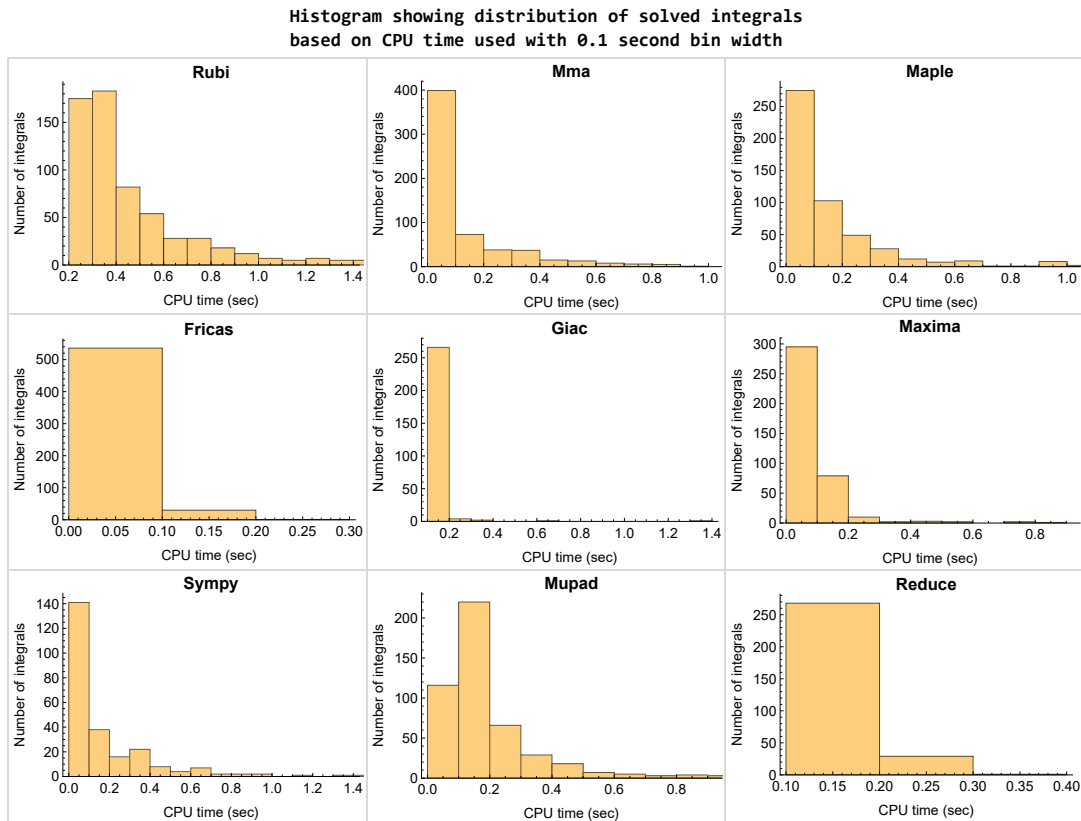 Histogram showing distribution of solved integrals
based on CPU time used with 0.1 second bin width
Rubi
Number of integrals
150
100
50
0
0.2 0.4 0.6 0.8 1.0 1.2 1.4
CPU time (sec)
Mma
Number of integrals
400
300
200
100
0
0.0 0.2 0.4 0.6 0.8 1.0
CPU time (sec)
Maple
Number of integrals
250
200
150
100
50
0
0.0 0.2 0.4 0.6 0.8 1.0
CPU time (sec)
Fricas
Number of integrals
500
400
300
200
100
0
0.00 0.05 0.10 0.15 0.20 0.25 0.30
CPU time (sec)
Giac
Number of integrals
250
200
150
100
50
0
0.2 0.4 0.6 0.8 1.0 1.2 1.4
CPU time (sec)
Maxima
Number of integrals
300
250
200
150
100
50
0
0.0 0.2 0.4 0.6 0.8
CPU time (sec)
Sympy
Number of integrals
140
120
100
80
60
40
20
0
0.0 0.2 0.4 0.6 0.8 1.0 1.2 1.4
CPU time (sec)
Mupad
Number of integrals
200
150
100
50
0
0.0 0.2 0.4 0.6 0.8
CPU time (sec)
Reduce
Number of integrals
250
200
150
100
50
0
0.10 0.15 0.20 0.25 0.30 0.35 0.40
CPU time (sec)